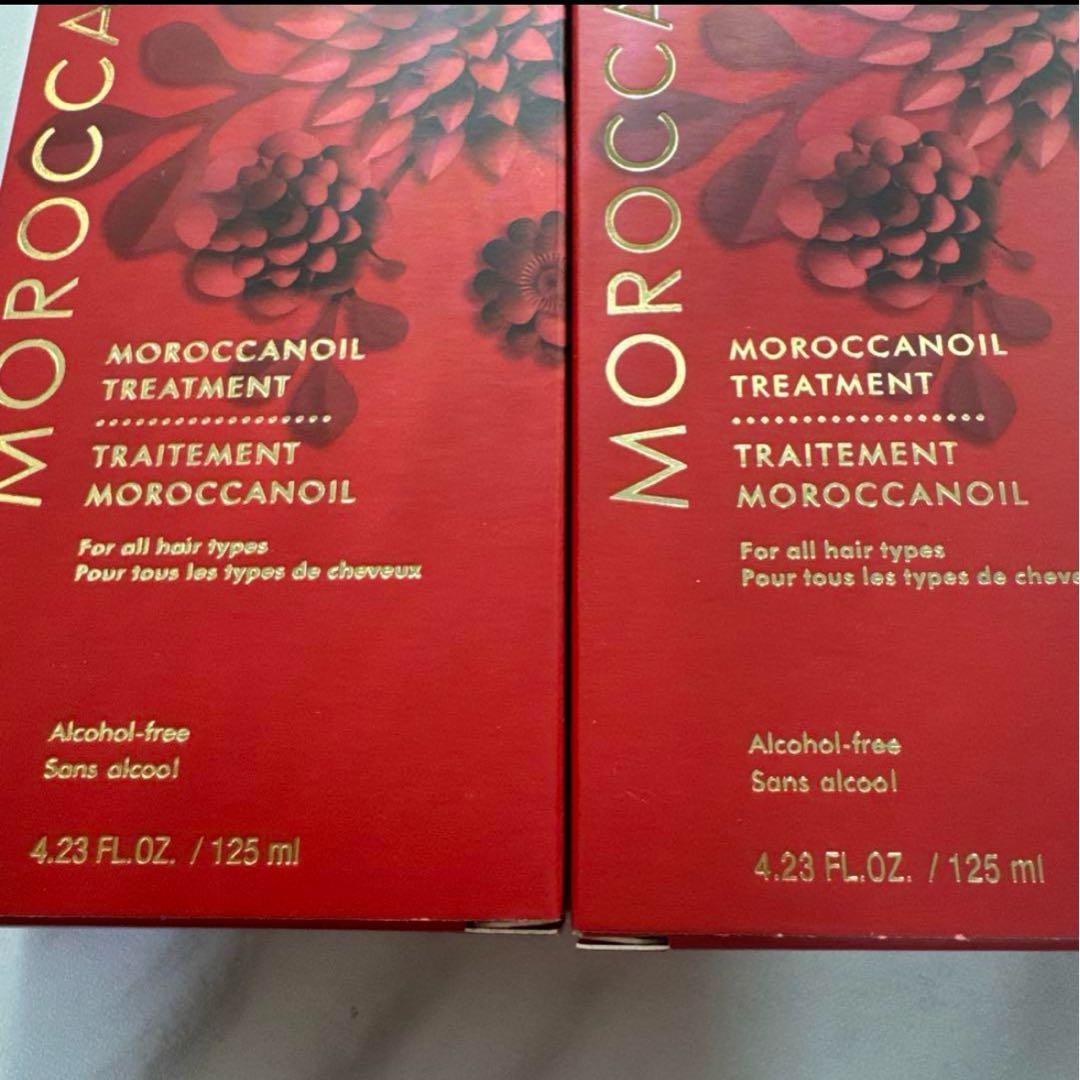 MOROCCA
MOROCCANOIL
TREATMENT
TRAITEMENT
MOROCCANOIL
For all hair types
Pour tous les types de cheveux
Alcohol-free
Sans alcool
4.23 FL.OZ. / 125 ml
MOROCCA
MOROCCANOIL
TREATMENT
TRAITEMENT
MOROCCANOIL
For all hair types
Pour tous les types de cheve
Alcohol-free
Sans alcool
4.23 FL.OZ. / 125 ml